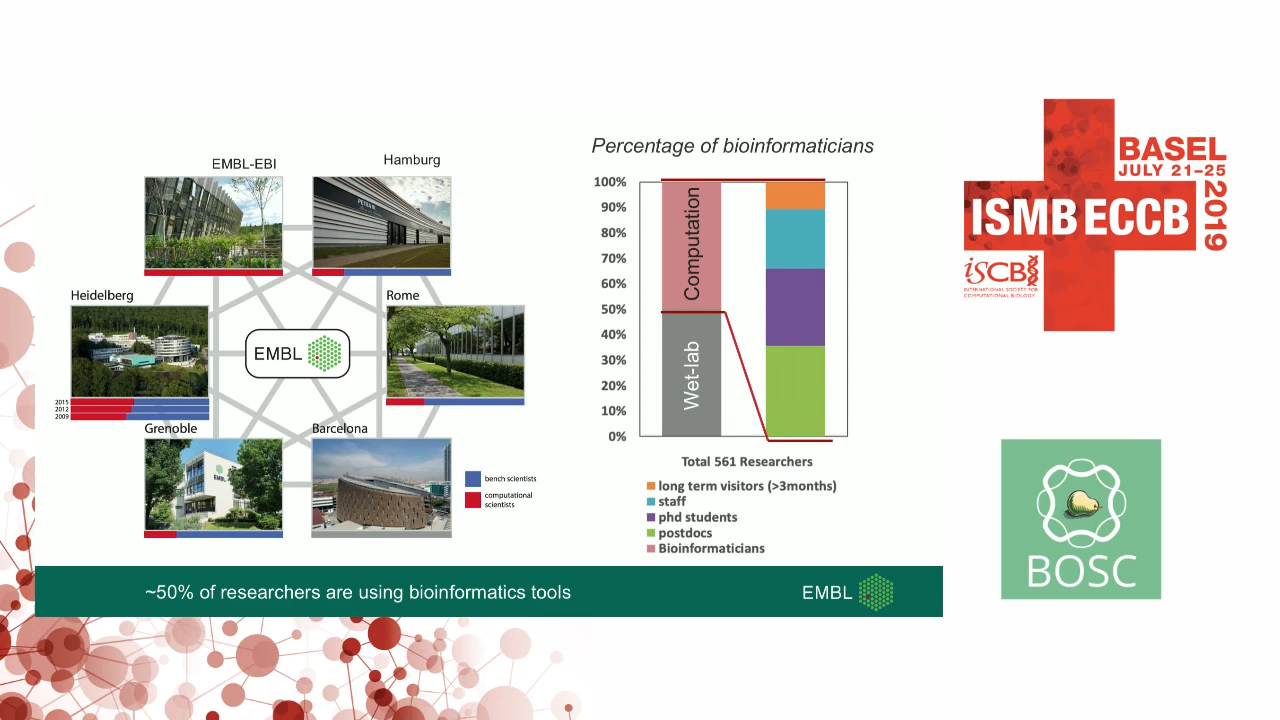 EMBL-EBI
Hamburg
PETRA III
Heidelberg
Rome
EMBL
2015
2012
2009
Grenoble
Barcelona
EMBL
bench scientists
computational
scientists
Percentage of bioinformaticians
100%
90%
80%
70%
60%
50%
40%
30%
20%
10%
0%
Computation
Wet-lab
Total 561 Researchers
long term visitors (>3months)
staff
phd students
postdocs
Bioinformaticians
~50% of researchers are using bioinformatics tools
EMBL
BASEL
JULY 21–25
2019
ISMB ECCB
iSCB
INTERNATIONAL SOCIETY FOR
COMPUTATIONAL BIOLOGY
BOSC